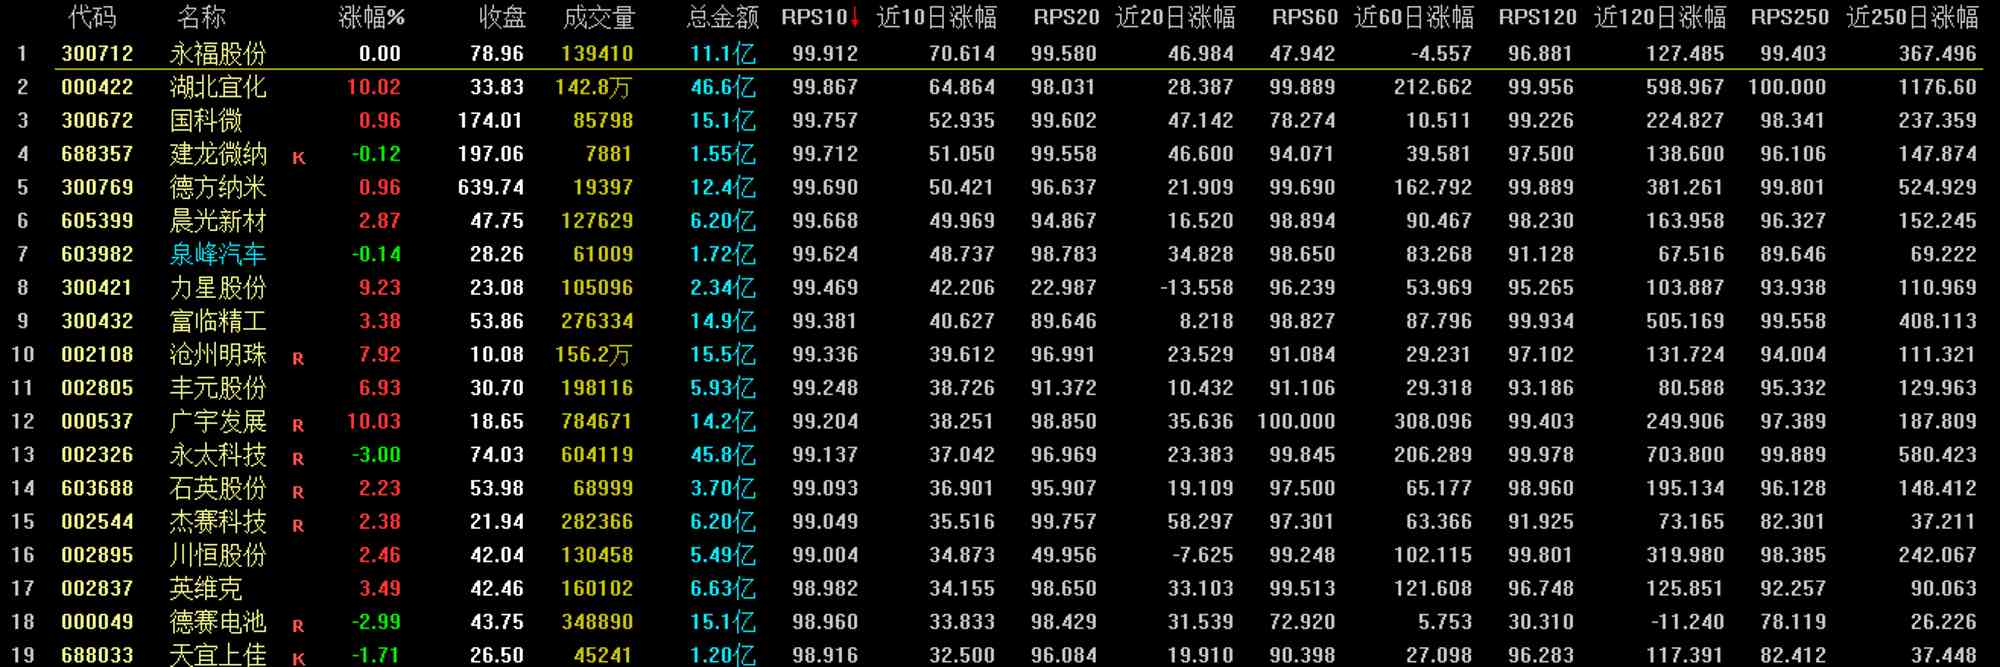 代码 名称 涨幅% 收盘 成交量 总金额 RPS10↓ 近10日涨幅 RPS20 近20日涨幅 RPS60 近60日涨幅 RPS120 近120日涨幅 RPS250 近250日涨幅
1 300712 永福股份 0.00 78.96 139410 11.1亿 99.912 70.614 99.580 46.984 47.942 -4.557 96.881 127.485 99.403 367.496
2 000422 湖北宜化 10.02 33.83 142.8万 46.6亿 99.867 64.864 98.031 28.387 99.889 212.662 99.956 598.967 100.000 1176.60
3 300672 国科微 0.96 174.01 85798 15.1亿 99.757 52.935 99.602 47.142 78.274 10.511 99.226 224.827 98.341 237.359
4 688357 建龙微纳 K -0.12 197.06 7881 1.55亿 99.712 51.050 99.558 46.600 94.071 39.581 97.500 138.600 96.106 147.874
5 300769 德方纳米 0.96 639.74 19397 12.4亿 99.690 50.421 96.637 21.909 99.690 162.792 99.889 381.261 99.801 524.929
6 605399 晨光新材 2.87 47.75 127629 6.20亿 99.668 49.969 94.867 16.520 98.894 90.467 98.230 163.958 96.327 152.245
7 603982 泉峰汽车 -0.14 28.26 61009 1.72亿 99.624 48.737 98.783 34.828 98.650 83.268 91.128 67.516 89.646 69.222
8 300421 力星股份 9.23 23.08 105096 2.34亿 99.469 42.206 22.987 -13.558 96.239 53.969 95.265 103.887 93.938 110.969
9 300432 富临精工 3.38 53.86 276334 14.9亿 99.381 40.627 89.646 8.218 98.827 87.796 99.934 505.169 99.558 408.113
10 002108 沧州明珠 R 7.92 10.08 156.2万 15.5亿 99.336 39.612 96.991 23.529 91.084 29.231 97.102 131.724 94.004 111.321
11 002805 丰元股份 6.93 30.70 198116 5.93亿 99.248 38.726 91.372 10.432 91.106 29.318 93.186 80.588 95.332 129.963
12 000537 广宇发展 R 10.03 18.65 784671 14.2亿 99.204 38.251 98.850 35.636 100.000 308.096 99.403 249.906 97.389 187.809
13 002326 永太科技 R -3.00 74.03 604119 45.8亿 99.137 37.042 96.969 23.383 99.845 206.289 99.978 703.800 99.889 580.423
14 603688 石英股份 R 2.23 53.98 68999 3.70亿 99.093 36.901 95.907 19.109 97.500 65.177 98.960 195.134 96.128 148.412
15 002544 杰赛科技 R 2.38 21.94 282366 6.20亿 99.049 35.516 99.757 58.297 97.301 63.366 91.925 73.165 82.301 37.211
16 002895 川恒股份 2.46 42.04 130458 5.49亿 99.004 34.873 49.956 -7.625 99.248 102.115 99.801 319.980 98.385 242.067
17 002837 英维克 3.49 42.46 160102 6.63亿 98.982 34.155 98.650 33.103 99.513 121.608 96.748 125.851 92.257 90.063
18 000049 德赛电池 R -2.99 43.75 348890 15.1亿 98.960 33.833 98.429 31.539 72.920 5.753 30.310 -11.240 78.119 26.226
19 688033 天宜上佳 K -1.71 26.50 45241 1.20亿 98.916 32.500 96.084 19.910 90.398 27.098 96.283 117.391 82.412 37.448